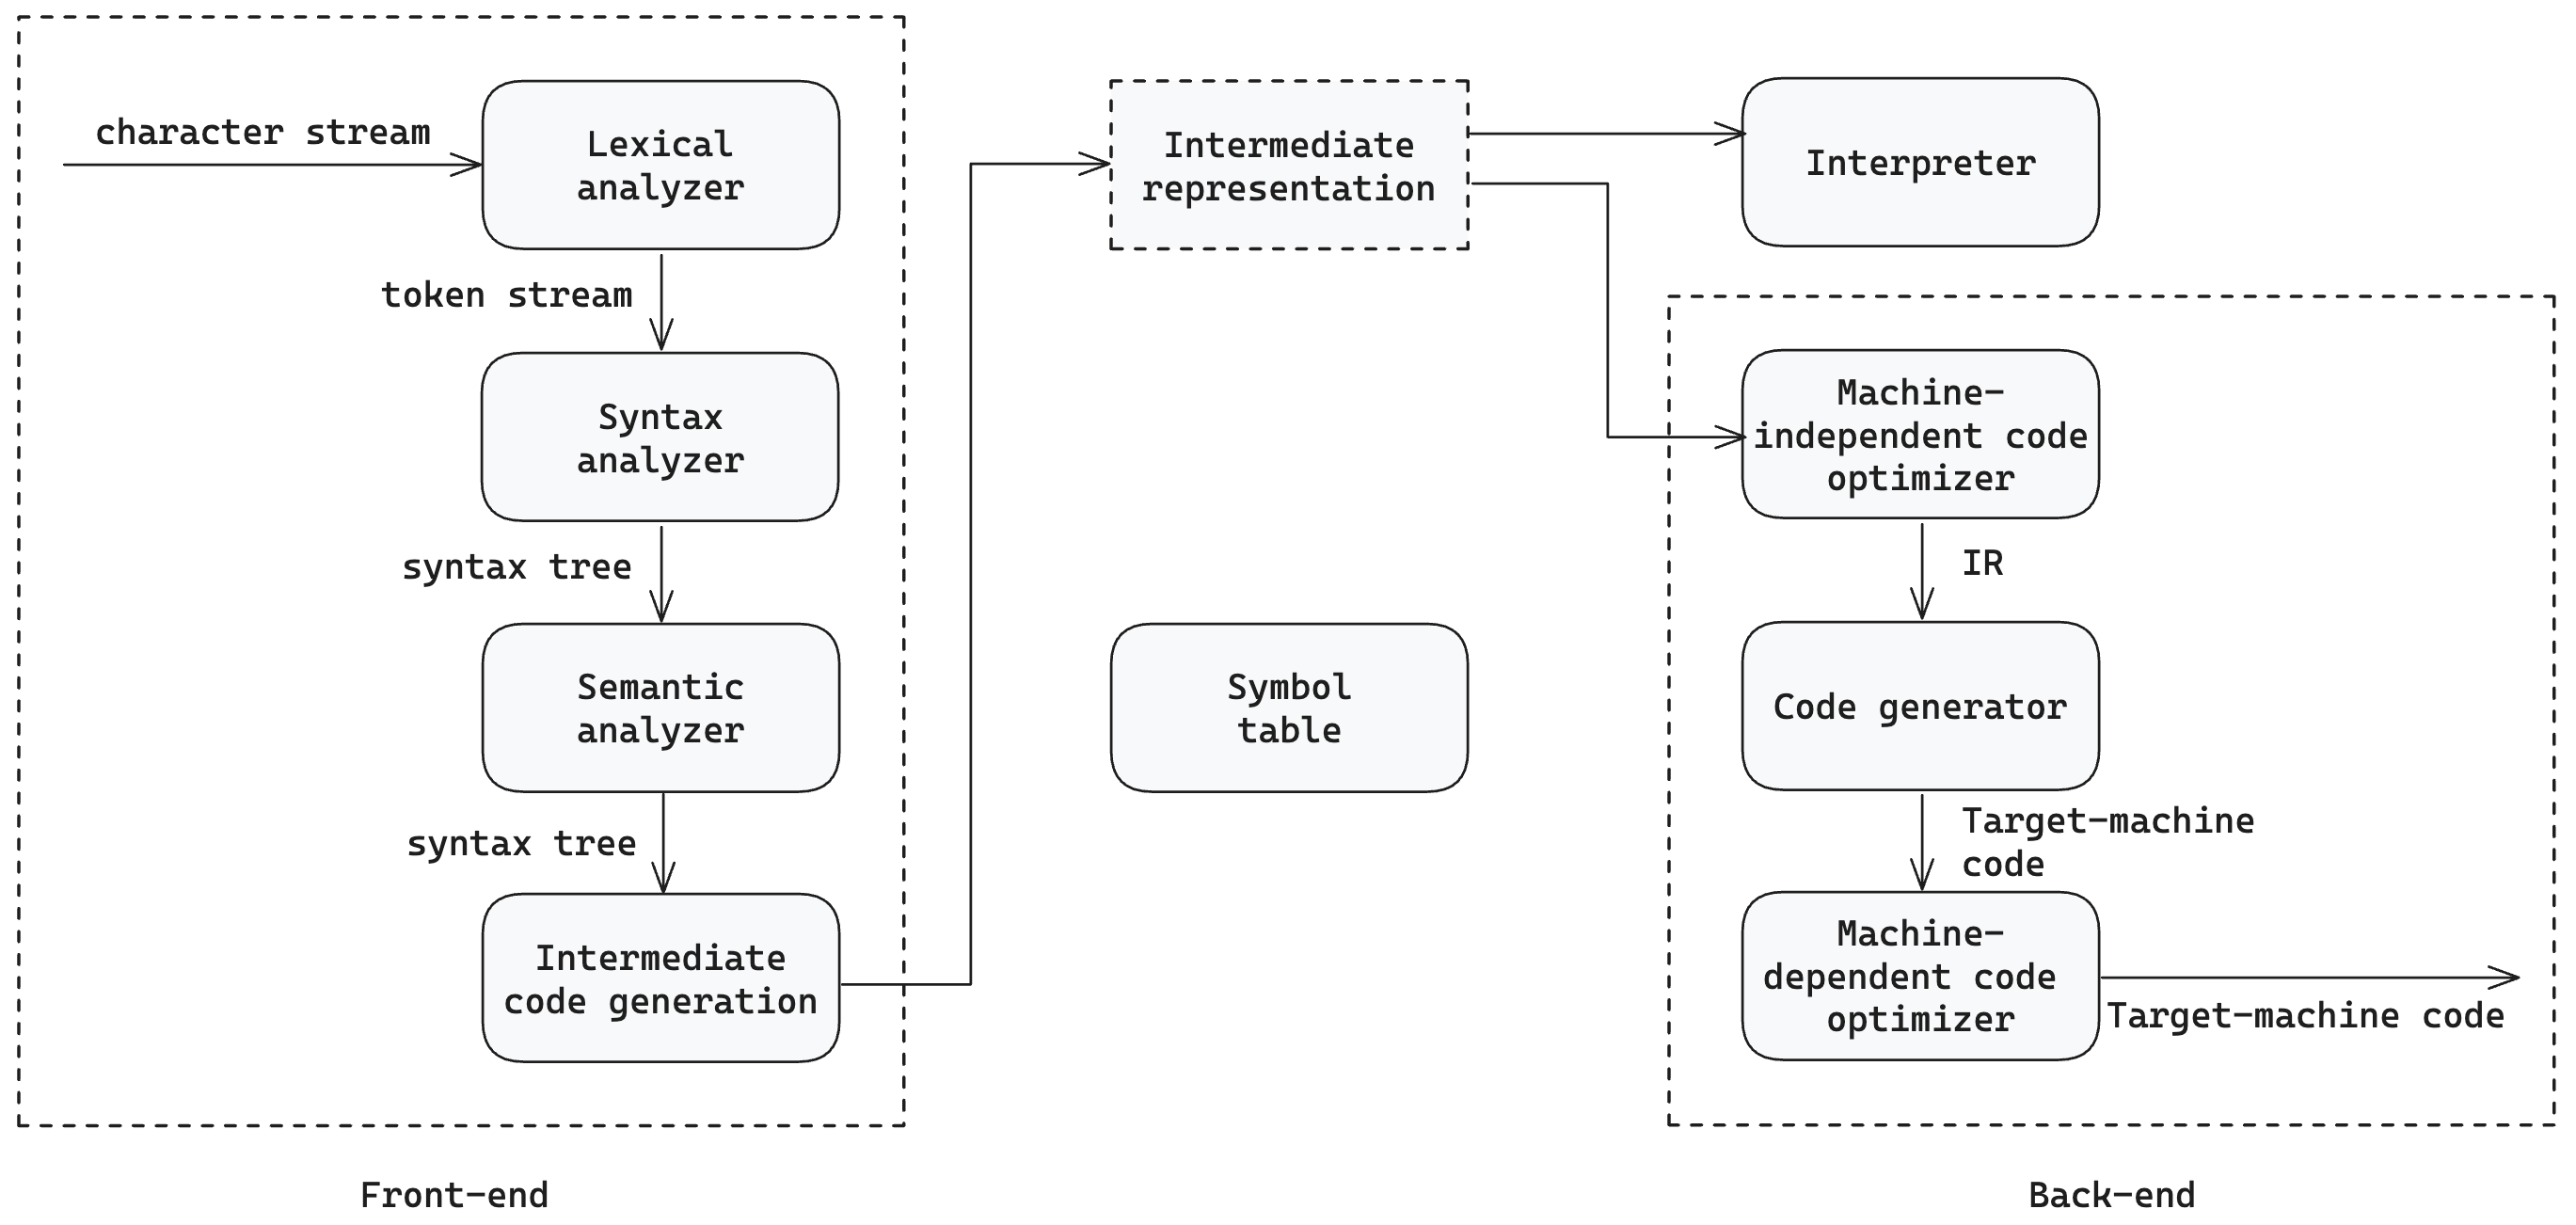 character stream
Lexical
analyzer
token stream
Syntax
analyzer
syntax tree
Semantic
analyzer
syntax tree
Intermediate
code generation
Front-end
Intermediate
representation
Symbol
table
Interpreter
Machine-
independent code
optimizer
IR
Code generator
Target-machine
code
Machine-
dependent code
optimizer
Target-machine code
Back-end